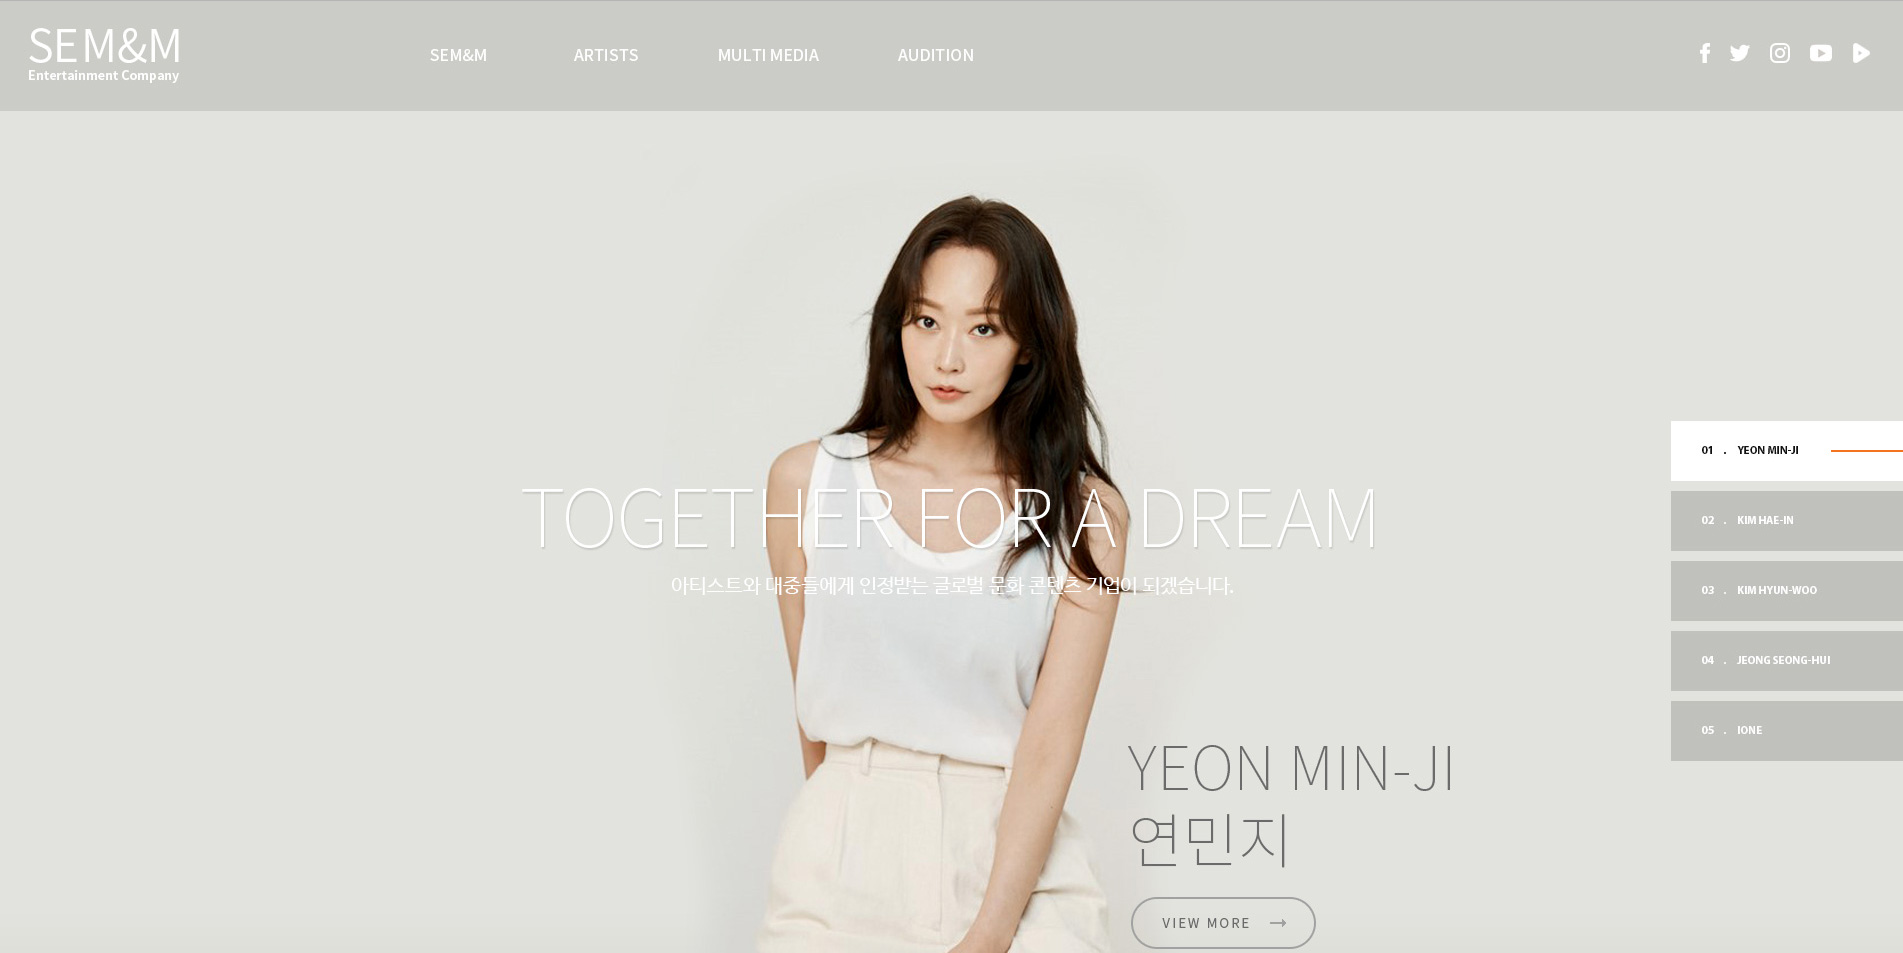 SEM&M
Entertainment Company
SEM&M
ARTISTS
MULTI MEDIA
AUDITION
TOGETHER FOR A DREAM
아티스트와 대중들에게 인정받는 글로벌 문화 콘텐츠 기업이 되겠습니다.
01 . YEON MIN-JI
02 . KIM HAE-IN
03 . KIM HYUN-WOO
04 . JEONG SEONG-HUI
05 . IONE
YEON MIN-JI
연민지
VIEW MORE →